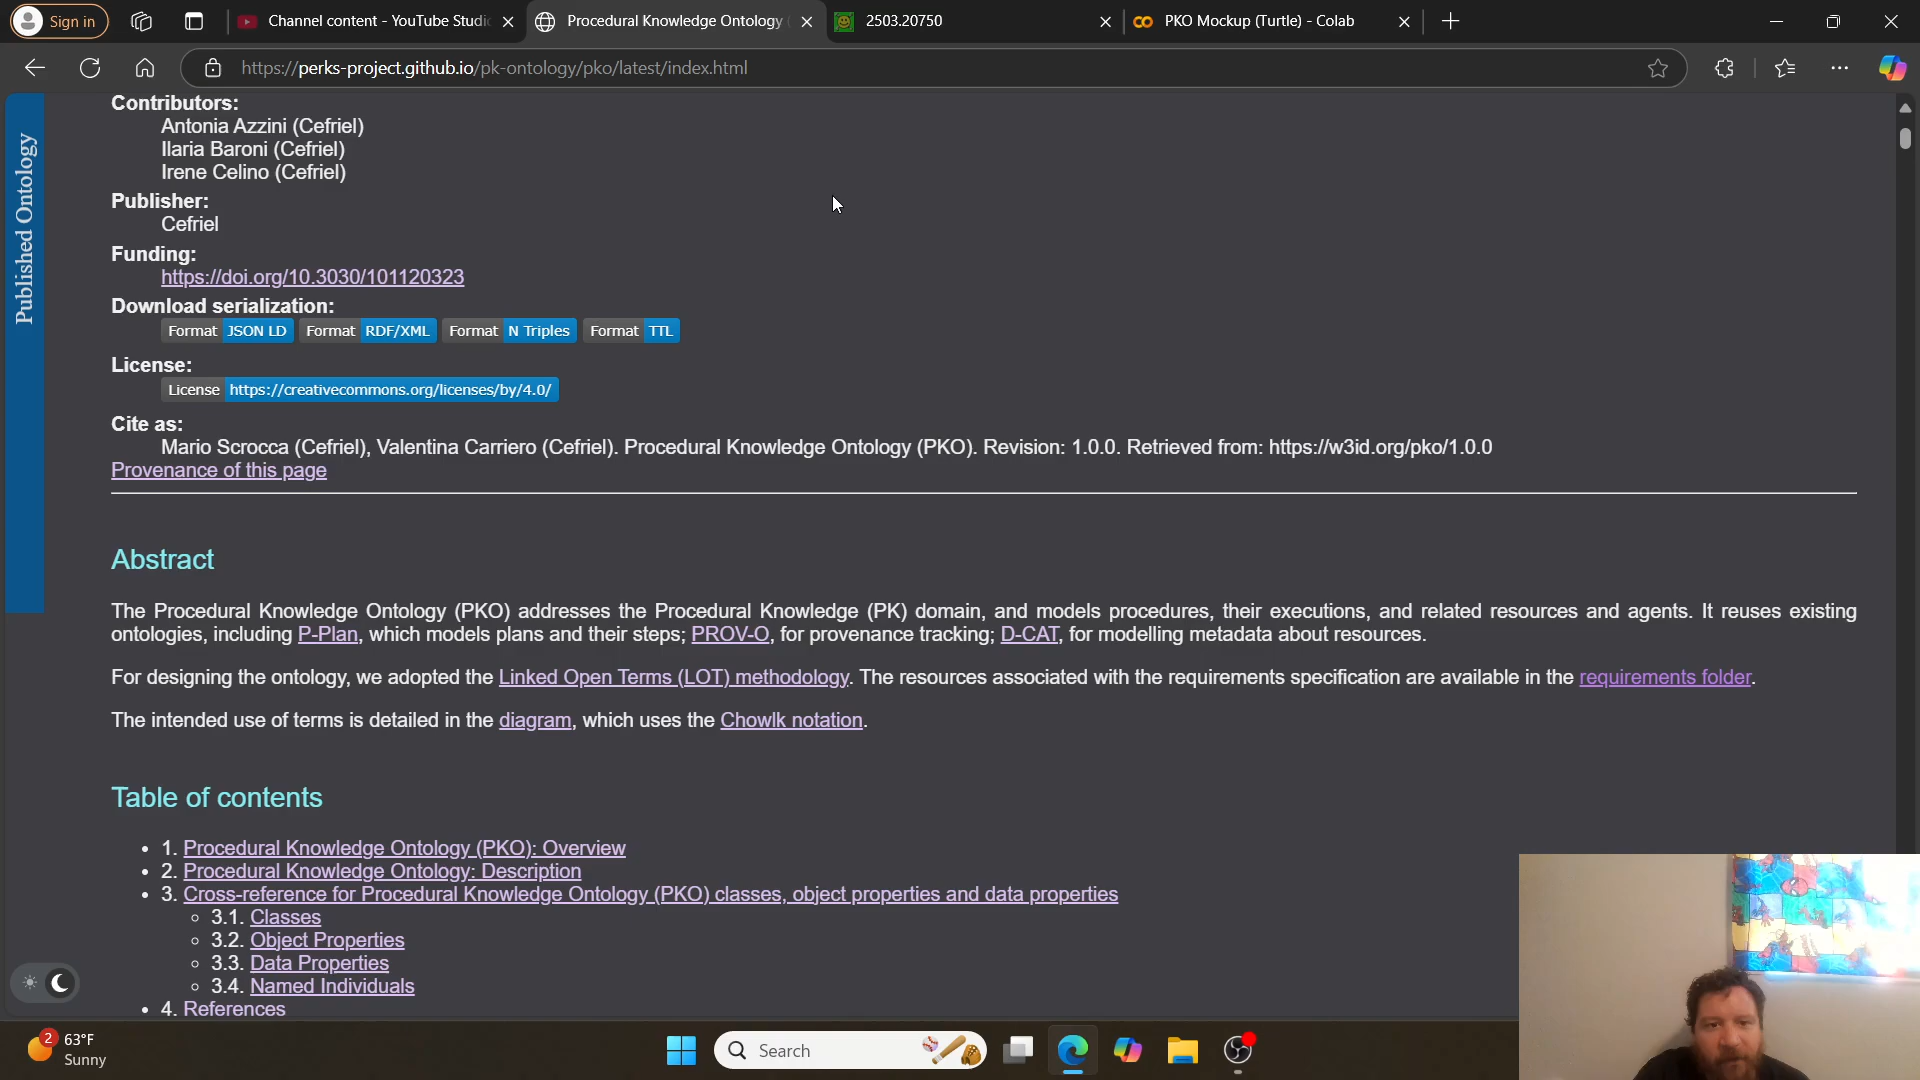 Sign in
Channel content - YouTube Studi
Procedural Knowledge Ontology
2503.20750
PKO Mockup (Turtle) - Colab
https://perks-project.github.io/pk-ontology/pko/latest/index.html
Published Ontology
Contributors:
Antonia Azzini (Cefriel)
Ilaria Baroni (Cefriel)
Irene Celino (Cefriel)
Publisher:
Cefriel
Funding:
https://doi.org/10.3030/101120323
Download serialization:
Format JSON LD Format RDF/XML Format N Triples Format TTL
License:
License https://creativecommons.org/licenses/by/4.0/
Cite as:
Mario Scrocca (Cefriel), Valentina Carriero (Cefriel). Procedural Knowledge Ontology (PKO). Revision: 1.0.0. Retrieved from: https://w3id.org/pko/1.0.0
Provenance of this page
Abstract
The Procedural Knowledge Ontology (PKO) addresses the Procedural Knowledge (PK) domain, and models procedures, their executions, and related resources and agents. It reuses existing
ontologies, including P-Plan, which models plans and their steps; PROV-O, for provenance tracking; D-CAT, for modelling metadata about resources.
For designing the ontology, we adopted the Linked Open Terms (LOT) methodology. The resources associated with the requirements specification are available in the requirements folder.
The intended use of terms is detailed in the diagram, which uses the Chowlk notation.
Table of contents
• 1. Procedural Knowledge Ontology (PKO): Overview
• 2. Procedural Knowledge Ontology: Description
• 3. Cross-reference for Procedural Knowledge Ontology (PKO) classes, object properties and data properties
◦ 3.1. Classes
◦ 3.2. Object Properties
◦ 3.3. Data Properties
◦ 3.4. Named Individuals
• 4. References
2
63°F
Sunny
Search